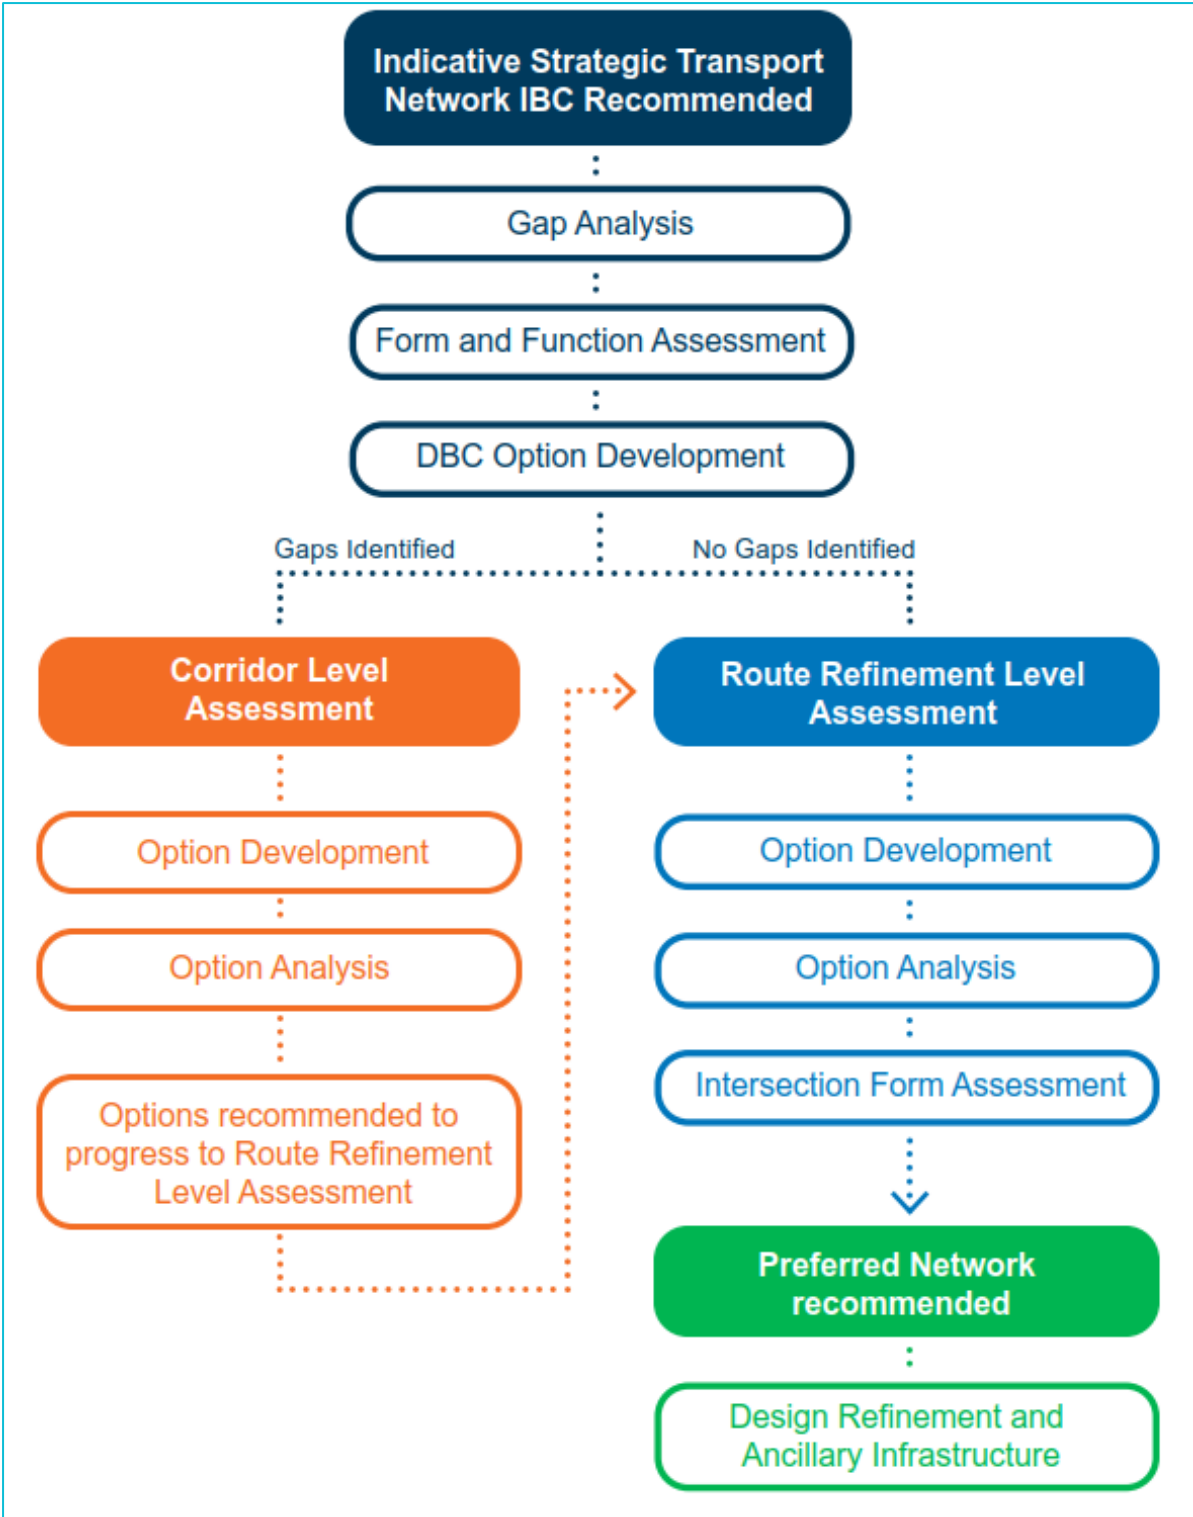 Indicative Strategic Transport
Network IBC Recommended
Gap Analysis
Form and Function Assessment
DBC Option Development
Gaps Identified
No Gaps Identified
Corridor Level
Assessment
Option Development
Option Analysis
Options recommended to
progress to Route Refinement
Level Assessment
Route Refinement Level
Assessment
Option Development
Option Analysis
Intersection Form Assessment
Preferred Network
recommended
Design Refinement and
Ancillary Infrastructure